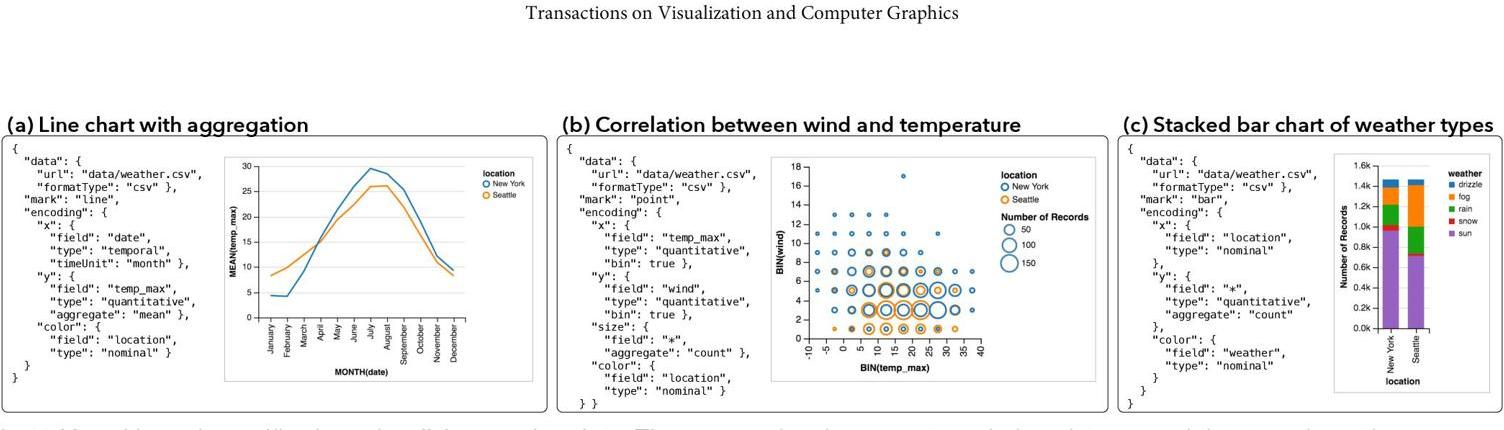 Transactions on Visualization and Computer Graphics
(a) Line chart with aggregation
{
"data": {
"url": "data/weather.csv",
"formatType": "csv" },
"mark": "line",
"encoding": {
"x": {
"field": "date",
"type": "temporal",
"timeUnit": "month" },
"y": {
"field": "temp_max",
"type": "quantitative",
"aggregate": "mean" },
"color": {
"field": "location",
"type": "nominal" }
}
}
MEAN(temp_max)
30
25
20
15
10
5
0
January
February
March
April
May
June
July
August
September
October
November
December
MONTH(date)
location
New York
Seattle
(b) Correlation between wind and temperature
{
"data": {
"url": "data/weather.csv",
"formatType": "csv" },
"mark": "point",
"encoding": {
"x": {
"field": "temp_max",
"type": "quantitative",
"bin": true },
"y": {
"field": "wind",
"type": "quantitative",
"bin": true },
"size": {
"field": "*",
"aggregate": "count" },
"color": {
"field": "location",
"type": "nominal" }
} }
BIN(wind)
18
16
14
12
10
8
6
4
2
0
-10
-5
0
5
10
15
20
25
30
35
40
BIN(temp_max)
location
New York
Seattle
Number of Records
50
100
150
(c) Stacked bar chart of weather types
{
"data": {
"url": "data/weather.csv",
"formatType": "csv" },
"mark": "bar",
"encoding": {
"x": {
"field": "location",
"type": "nominal"
},
"y": {
"field": "*",
"type": "quantitative",
"aggregate": "count"
},
"color": {
"field": "weather",
"type": "nominal"
}
}
}
Number of Records
1.6k
1.4k
1.2k
1.0k
0.8k
0.6k
0.4k
0.2k
0.0k
New York
Seattle
location
weather
drizzle
fog
rain
snow
sun